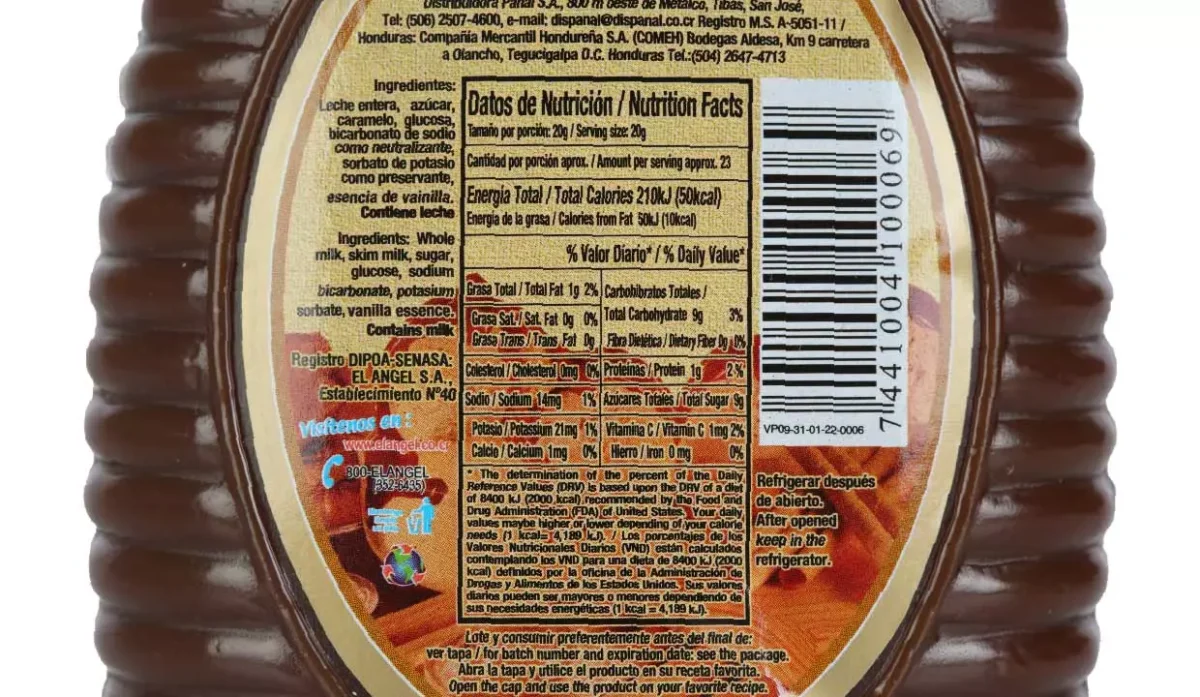 Distribuidora Panal S.A., 800 m oeste de Metalco, Tibas, San José,
Tel: (506) 2507-4600, e-mail: dispanal@dispanal.co.cr Registro M.S. A-5051-11 /
Honduras: Compañia Mercantil Hondureña S.A. (COMEH) Bodegas Aldesa, Km 9 carretera
a Olancho, Tegucigalpa D.C. Honduras Tel.:(504) 2647-4713
Ingredientes:
Leche entera, azúcar,
caramelo, glucosa,
bicarbonato de sodio
como neutralizante,
sorbato de potasio
como preservante,
esencia de vainilla.
Contiene leche
Ingredients: Whole
milk, skim milk, sugar,
glucose, sodium
bicarbonate, potasium
sorbate, vanilla essence.
Contains milk
Registro DIPOA-SENASA:
EL ANGEL S.A.,
Establecimiento N°40
Visítenos en :
www.elangel.co.cr
800-ELANGEL
(352-6435)
Datos de Nutrición / Nutrition Facts
Tamaño por porción: 20g / Serving size: 20g
Cantidad por porción aprox. / Amount per serving approx. 23
Energia Total / Total Calories 210kJ (50kcal)
Energia de la grasa / Calories from Fat 50kJ (10kcal)
% Valor Diario* / % Daily Value*
Grasa Total / Total Fat 1g 2%
Grasa Sat. / Sat. Fat 0g 0%
Grasa Trans / Trans Fat 0g
Carbohibratos Totales /
Total Carbohydrate 9g 3%
Fibra Dietética / Dietary Fiber 0g 0%
Colesterol / Cholesterol 0mg 0% Proteínas / Protein 1g 2%
Sodio / Sodium 14mg 1% Azúcares Totales / Total Sugar 9g
Potasio / Potassium 21mg 1% Vitamina C / Vitamin C 1mg 2%
Calcio / Calcium 1mg 0% Hierro / Iron 0 mg 0%
* The determination of the percent of the Daily
Reference Values (DRV) is based upon the DRV of a diet
of 8400 kJ (2000 kcal) recommended by the Food and
Drug Administration (FDA) of United States. Your daily
values maybe higher or lower depending of your calorie
needs (1 kcal= 4,189 kJ). / Los porcentajes de los
Valores Nutricionales Diarios (VND) están calculados
contemplando los VND para una dieta de 8400 kJ (2000
kcal) definidos por la oficina de la Administración de
Drogas y Alimentos de los Estados Unidos. Sus valores
diarios pueden ser mayores o menores dependiendo de
sus necesidades energéticas (1 kcal = 4,189 kJ).
7 441004 100069
VP09-31-01-22-0006
Refrigerar después
de abierto.
After opened
keep in the
refrigerator.
Lote y consumir preferentemente antes del final de:
ver tapa / for batch number and expiration date: see the package.
Abra la tapa y utilice el producto en su receta favorita.
Open the cap and use the product on your favorite recipe.